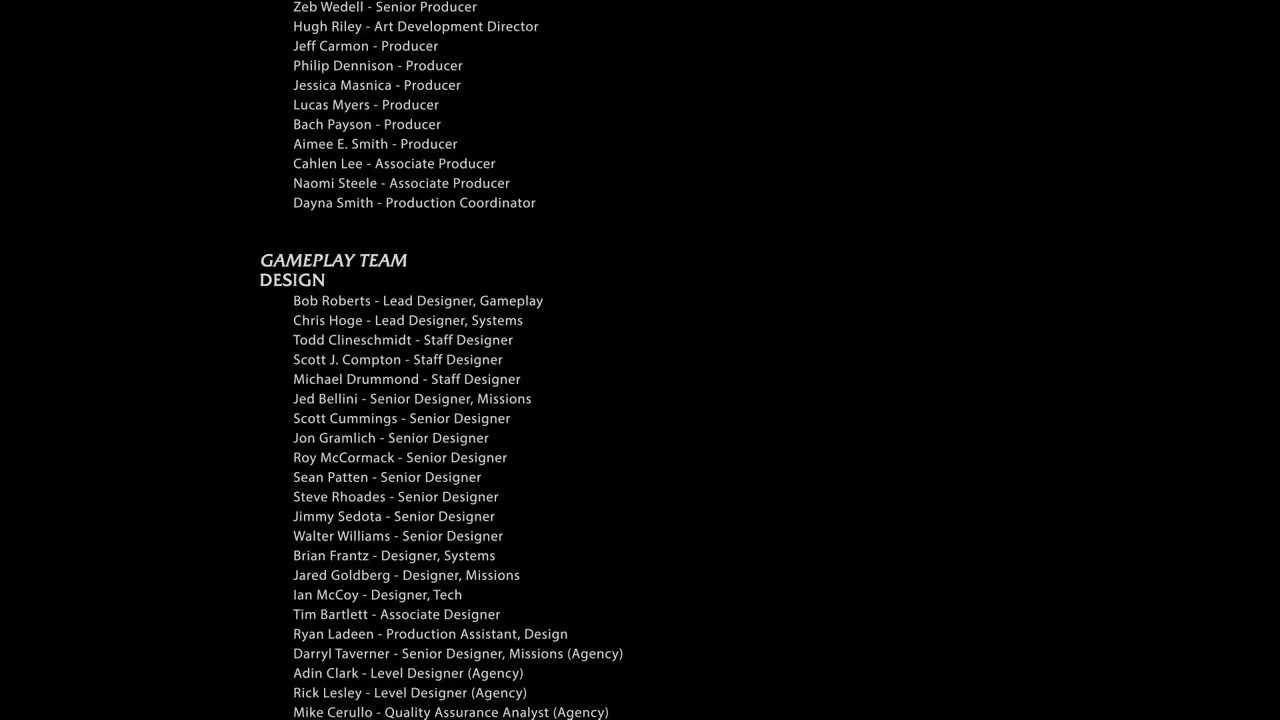 Zeb Wedell - Senior Producer
Hugh Riley - Art Development Director
Jeff Carmon - Producer
Philip Dennison - Producer
Jessica Masnica - Producer
Lucas Myers - Producer
Bach Payson - Producer
Aimee E. Smith - Producer
Cahlen Lee - Associate Producer
Naomi Steele - Associate Producer
Dayna Smith - Production Coordinator
GAMEPLAY TEAM
DESIGN
Bob Roberts - Lead Designer, Gameplay
Chris Hoge - Lead Designer, Systems
Todd Clineschmidt - Staff Designer
Scott J. Compton - Staff Designer
Michael Drummond - Staff Designer
Jed Bellini - Senior Designer, Missions
Scott Cummings - Senior Designer
Jon Gramlich - Senior Designer
Roy McCormack - Senior Designer
Sean Patten - Senior Designer
Steve Rhoades - Senior Designer
Jimmy Sedota - Senior Designer
Walter Williams - Senior Designer
Brian Frantz - Designer, Systems
Jared Goldberg - Designer, Missions
Ian McCoy - Designer, Tech
Tim Bartlett - Associate Designer
Ryan Ladeen - Production Assistant, Design
Darryl Taverner - Senior Designer, Missions (Agency)
Adin Clark - Level Designer (Agency)
Rick Lesley - Level Designer (Agency)
Mike Cerullo - Quality Assurance Analyst (Agency)